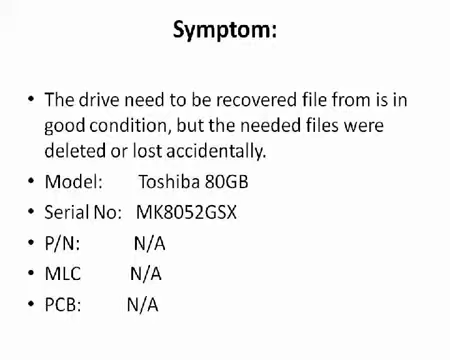 Symptom:
• The drive need to be recovered file from is in
good condition, but the needed files were
deleted or lost accidentally.
• Model: Toshiba 80GB
• Serial No: MK8052GSX
• P/N: N/A
• MLC N/A
• PCB: N/A